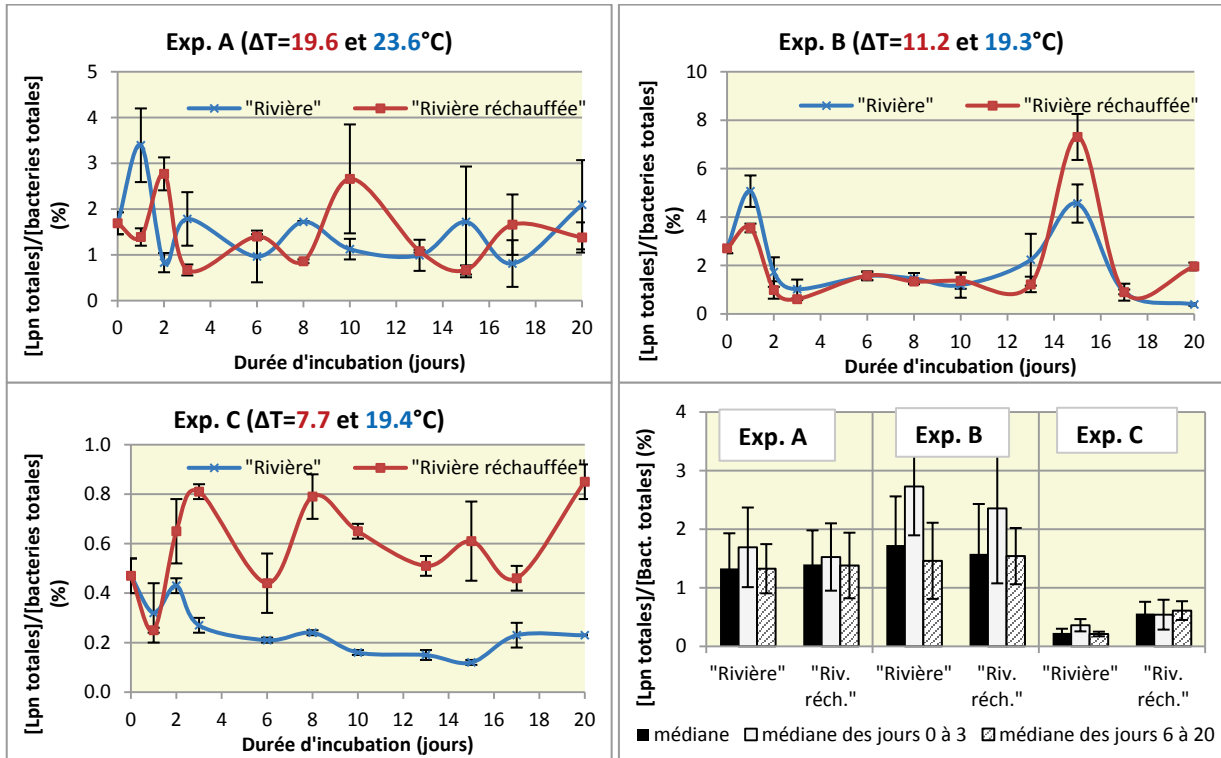 Exp. A (ΔT=19.6 et 23.6°C)
[Lpn totales]/[bacteries totales]
(%)
5
4
3
2
1
0
"Rivière"
"Rivière réchauffée"
0 2 4 6 8 10 12 14 16 18 20
Durée d'incubation (jours)
Exp. B (ΔT=11.2 et 19.3°C)
[Lpn totales]/[bacteries totales]
(%)
10
8
6
4
2
0
"Rivière"
"Rivière réchauffée"
0 2 4 6 8 10 12 14 16 18 20
Durée d'incubation (jours)
Exp. C (ΔT=7.7 et 19.4°C)
[Lpn totales]/[bacteries totales]
(%)
1.0
0.8
0.6
0.4
0.2
0.0
"Rivière"
"Rivière réchauffée"
0 2 4 6 8 10 12 14 16 18 20
Durée d'incubation (jours)
[Lpn totales]/[Bact. totales] (%)
4
3
2
1
0
Exp. A
Exp. B
Exp. C
"Rivière" "Riv. "Rivière" "Riv. "Rivière" "Riv.
réch." réch." réch."
médiane médiane des jours 0 à 3 médiane des jours 6 à 20